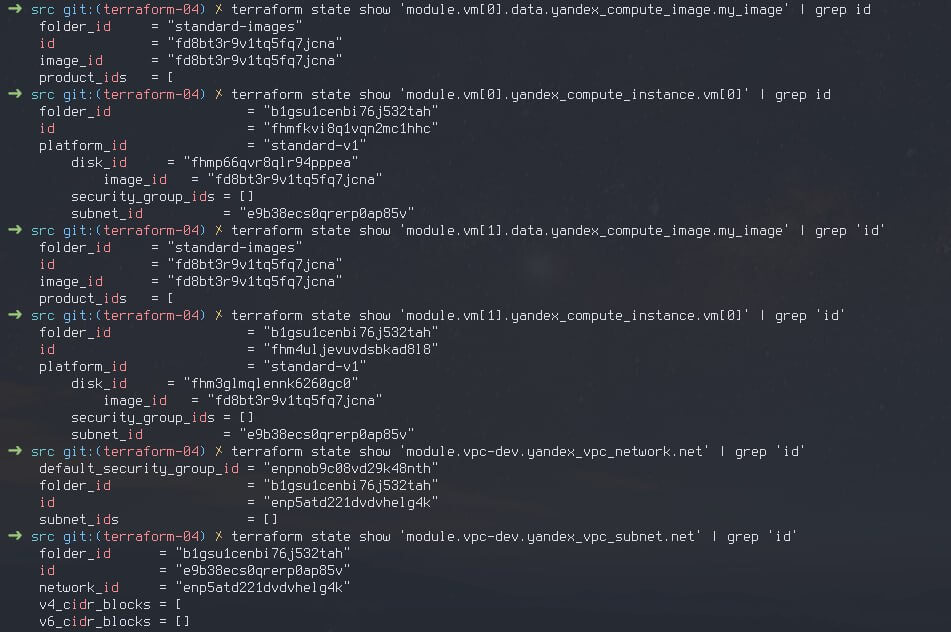 ➜ src git:(terraform-04) ✗ terraform state show 'module.vm[0].data.yandex_compute_image.my_image' | grep id
    folder_id     = "standard-images"
    id            = "fd8bt3r9v1tq5fq7jcna"
    image_id      = "fd8bt3r9v1tq5fq7jcna"
    product_ids   = [
➜ src git:(terraform-04) ✗ terraform state show 'module.vm[0].yandex_compute_instance.vm[0]' | grep id
    folder_id                 = "b1gsu1cenbi76j532tah"
    id                        = "fhmfkvi8q1vqn2mc1hhc"
    platform_id               = "standard-v1"
        disk_id     = "fhmp66qvr8qlr94pppea"
            image_id   = "fd8bt3r9v1tq5fq7jcna"
        security_group_ids = []
        subnet_id          = "e9b38ecs0qrerp0ap85v"
➜ src git:(terraform-04) ✗ terraform state show 'module.vm[1].data.yandex_compute_image.my_image' | grep 'id'
    folder_id     = "standard-images"
    id            = "fd8bt3r9v1tq5fq7jcna"
    image_id      = "fd8bt3r9v1tq5fq7jcna"
    product_ids   = [
➜ src git:(terraform-04) ✗ terraform state show 'module.vm[1].yandex_compute_instance.vm[0]' | grep 'id'
    folder_id                 = "b1gsu1cenbi76j532tah"
    id                        = "fhm4uljevuvdsbkad8l8"
    platform_id               = "standard-v1"
        disk_id     = "fhm3glmqlennk6260gc0"
            image_id   = "fd8bt3r9v1tq5fq7jcna"
        security_group_ids = []
        subnet_id          = "e9b38ecs0qrerp0ap85v"
➜ src git:(terraform-04) ✗ terraform state show 'module.vpc-dev.yandex_vpc_network.net' | grep 'id'
    default_security_group_id = "enpnob9c08vd29k48nth"
    folder_id                 = "b1gsu1cenbi76j532tah"
    id                        = "enp5atd221dvdvhelg4k"
    subnet_ids                = []
➜ src git:(terraform-04) ✗ terraform state show 'module.vpc-dev.yandex_vpc_subnet.net' | grep 'id'
    folder_id      = "b1gsu1cenbi76j532tah"
    id             = "e9b38ecs0qrerp0ap85v"
    network_id     = "enp5atd221dvdvhelg4k"
    v4_cidr_blocks = [
    v6_cidr_blocks = []